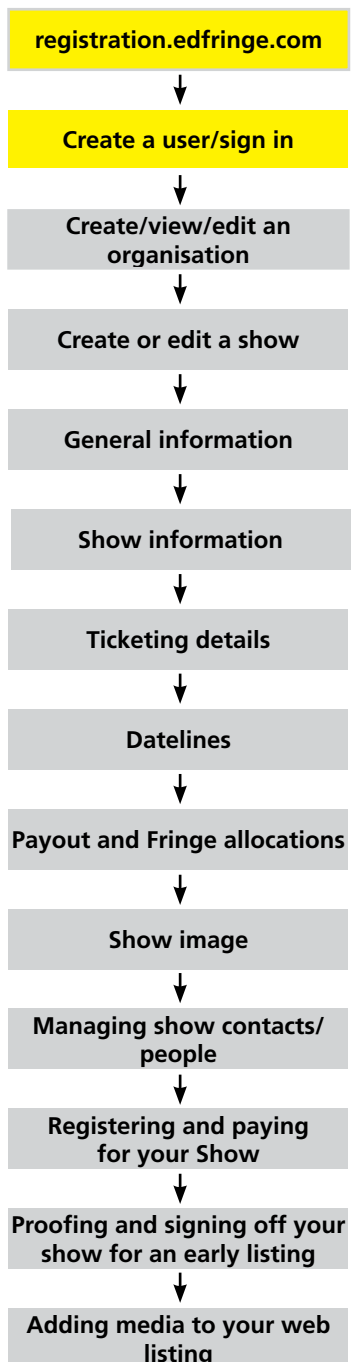 registration.edfringe.com
Create a user/sign in
Create/view/edit an
organisation
Create or edit a show
General information
Show information
Ticketing details
Datelines
Payout and Fringe allocations
Show image
Managing show contacts/
people
Registering and paying
for your Show
Proofing and signing off your
show for an early listing
Adding media to your web
listing